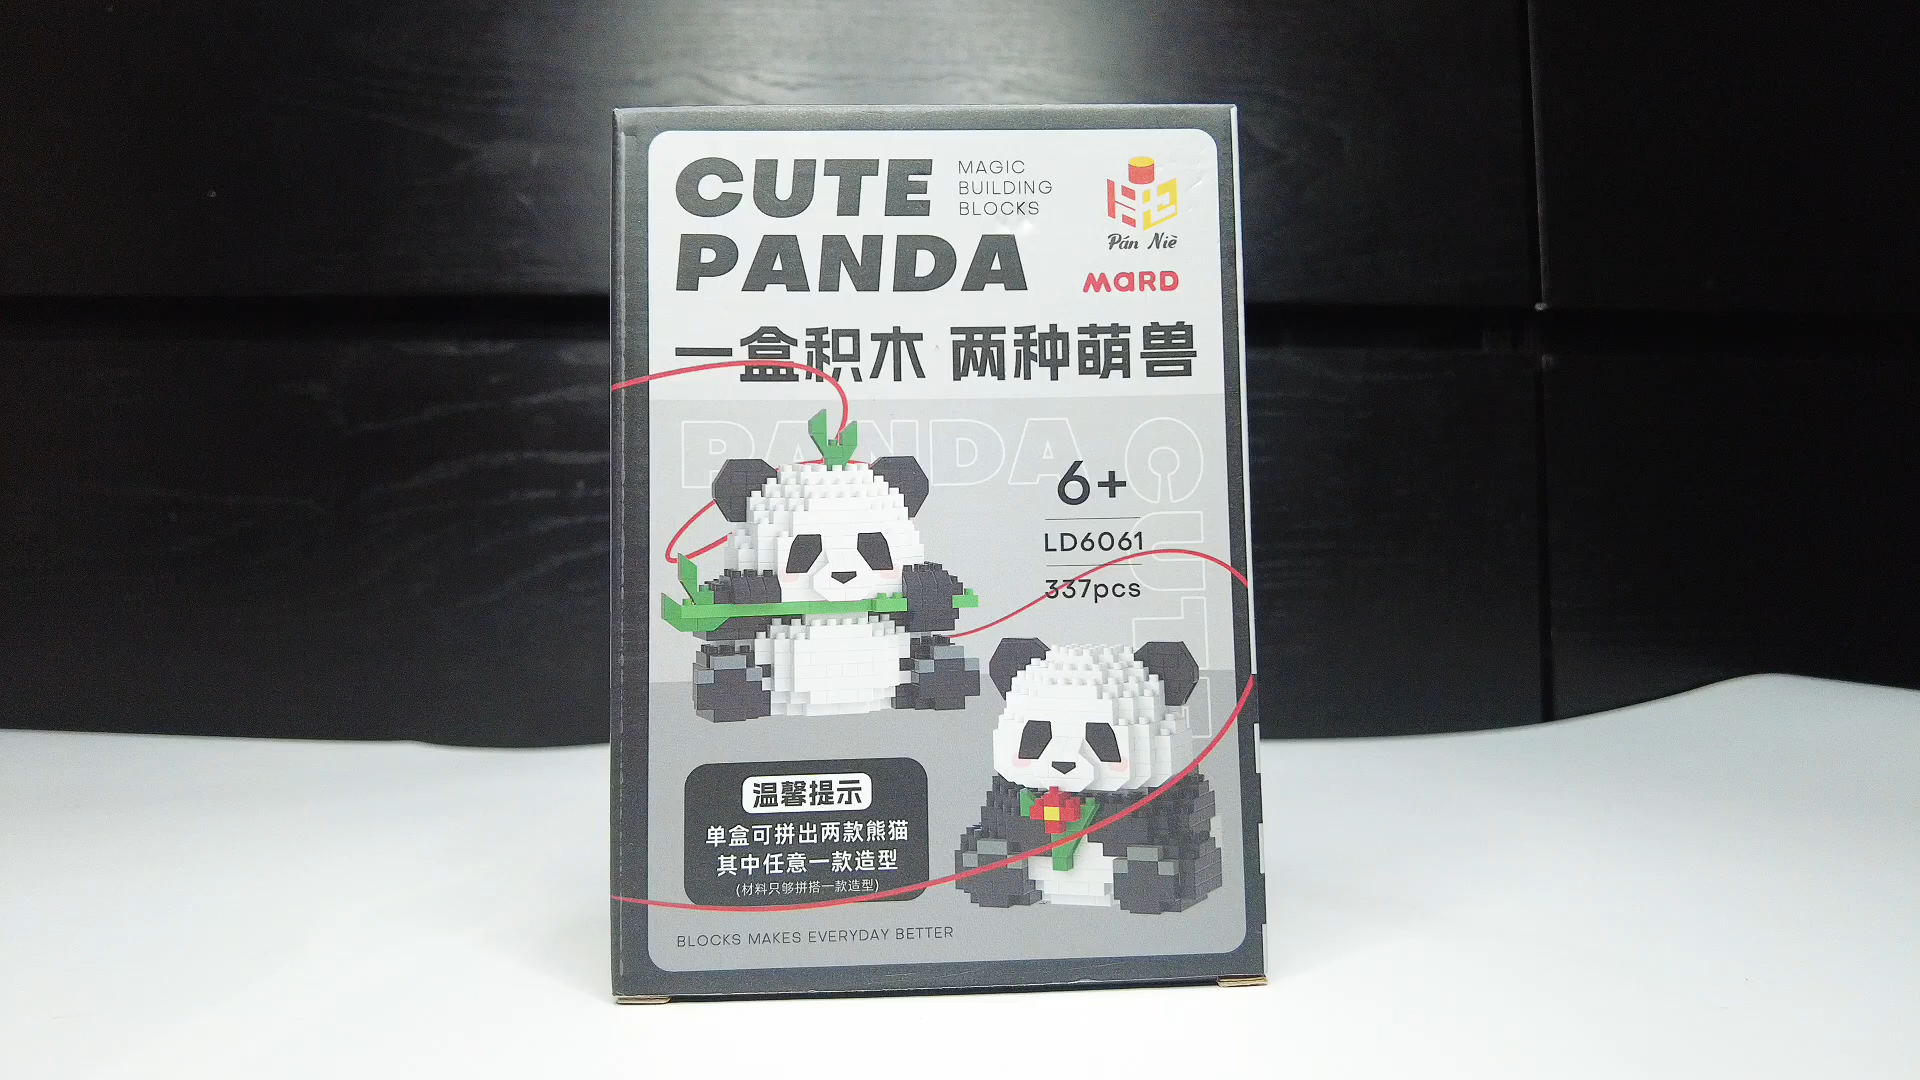 CUTE
PANDA
MAGIC
BUILDING
BLOCKS
Pán Niè
MARD
一盒积木 两种萌兽
PANDA
CUTE
6+
LD6061
337pcs
温馨提示
单盒可拼出两款熊猫
其中任意一款造型
(材料只够拼搭一款造型)
BLOCKS MAKES EVERYDAY BETTER